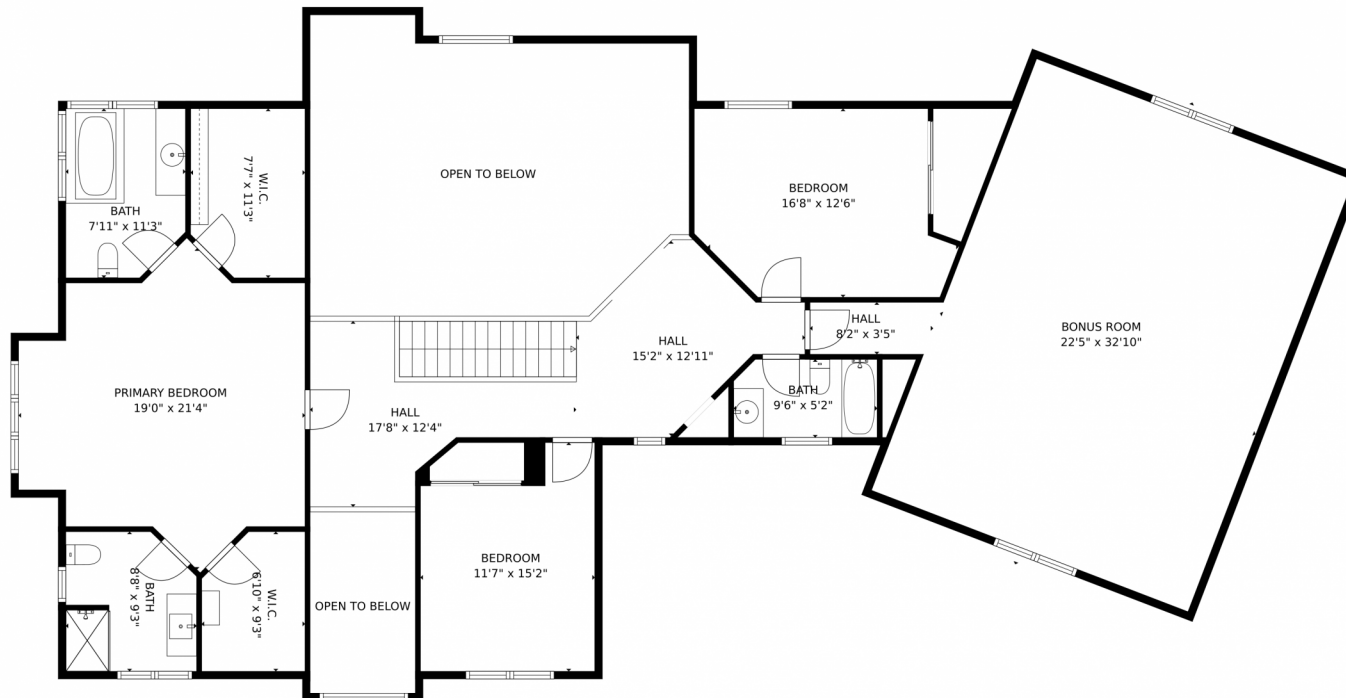 OPEN TO BELOW
BATH
7'11" x 11'3"
W.I.C.
7'7" x 11'3"
BEDROOM
16'8" x 12'6"
HALL
8'2" x 3'5"
BONUS ROOM
22'5" x 32'10"
HALL
15'2" x 12'11"
PRIMARY BEDROOM
19'0" x 21'4"
BATH
9'6" x 5'2"
HALL
17'8" x 12'4"
BEDROOM
11'7" x 15'2"
BATH
8'8" x 9'3"
W.I.C.
6'10" x 9'3"
OPEN TO BELOW